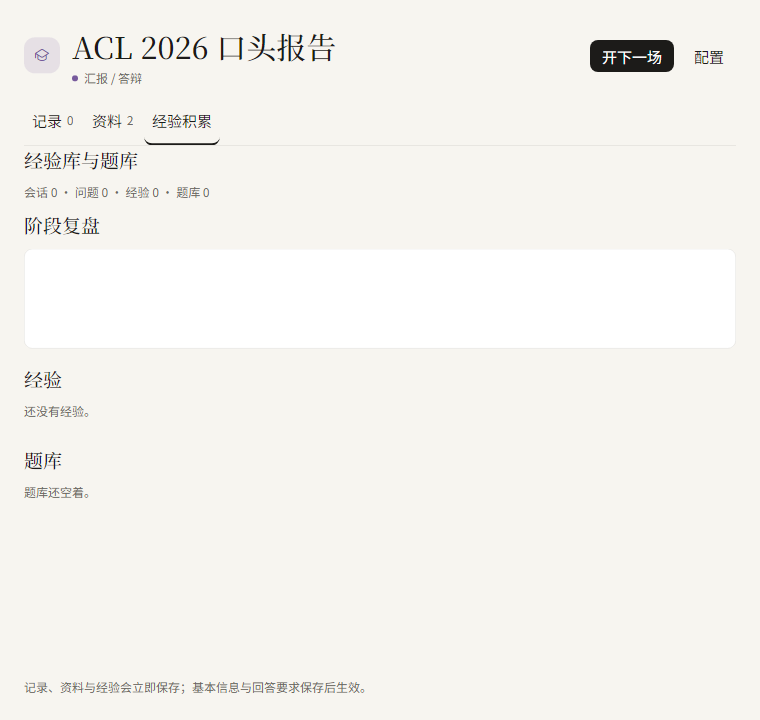 ACL 2026 口头报告
汇报 / 答辩
开下一场
配置
记录 0
资料 2
经验积累
经验库与题库
会话 0 · 问题 0 · 经验 0 · 题库 0
阶段复盘
经验
还没有经验。
题库
题库还空着。
记录、资料与经验会立即保存；基本信息与回答要求保存后生效。